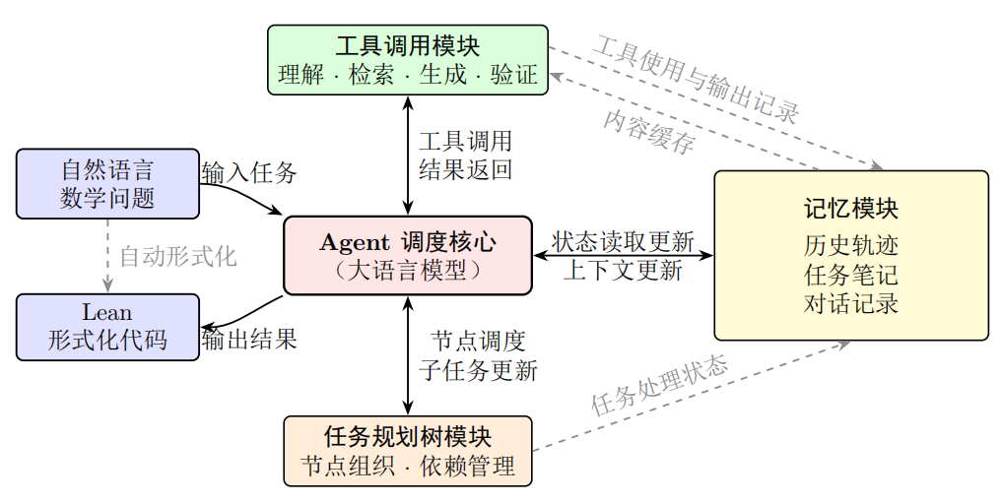 工具调用模块
理解 · 检索 · 生成 · 验证
工具使用与输出记录
内容缓存
工具调用
结果返回
自然语言
数学问题
输入任务
自动形式化
Lean
形式化代码
输出结果
Agent 调度核心
（大语言模型）
状态读取更新
上下文更新
记忆模块
历史轨迹
任务笔记
对话记录
节点调度
子任务更新
任务处理状态
任务规划树模块
节点组织 · 依赖管理